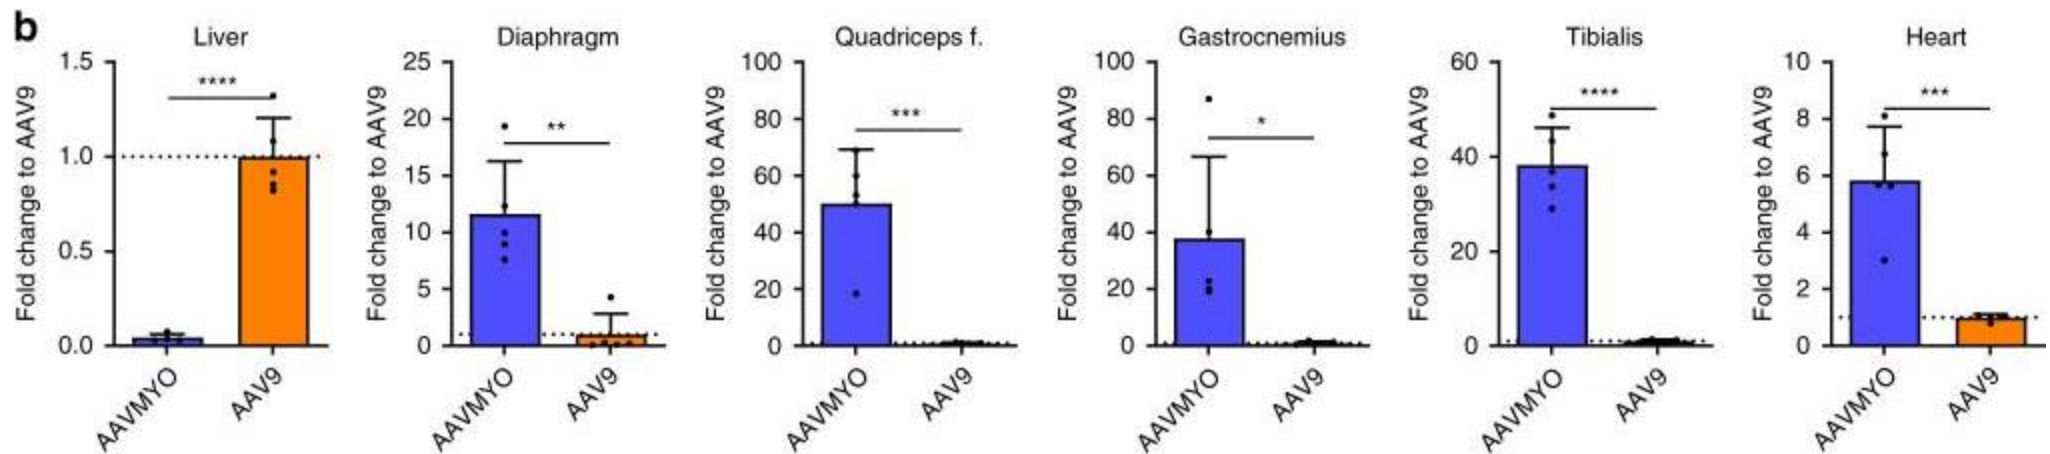 b
Liver
Fold change to AAV9
1.5
1.0
0.5
0.0
****
AAVMYO
AAV9
Diaphragm
Fold change to AAV9
25
20
15
10
5
0
**
AAVMYO
AAV9
Quadriceps f.
Fold change to AAV9
100
80
60
40
20
0
***
AAVMYO
AAV9
Gastrocnemius
Fold change to AAV9
100
80
60
40
20
0
*
AAVMYO
AAV9
Tibialis
Fold change to AAV9
60
40
20
0
****
AAVMYO
AAV9
Heart
Fold change to AAV9
10
8
6
4
2
0
***
AAVMYO
AAV9